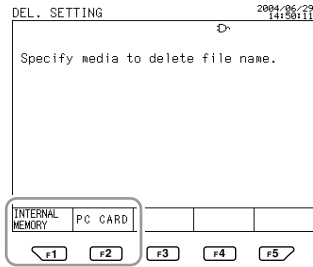 DEL. SETTING
2004/06/29
14:50:11
Specify media to delete file name.
INTERNAL
MEMORY
PC CARD
F1 F2 F3 F4 F5